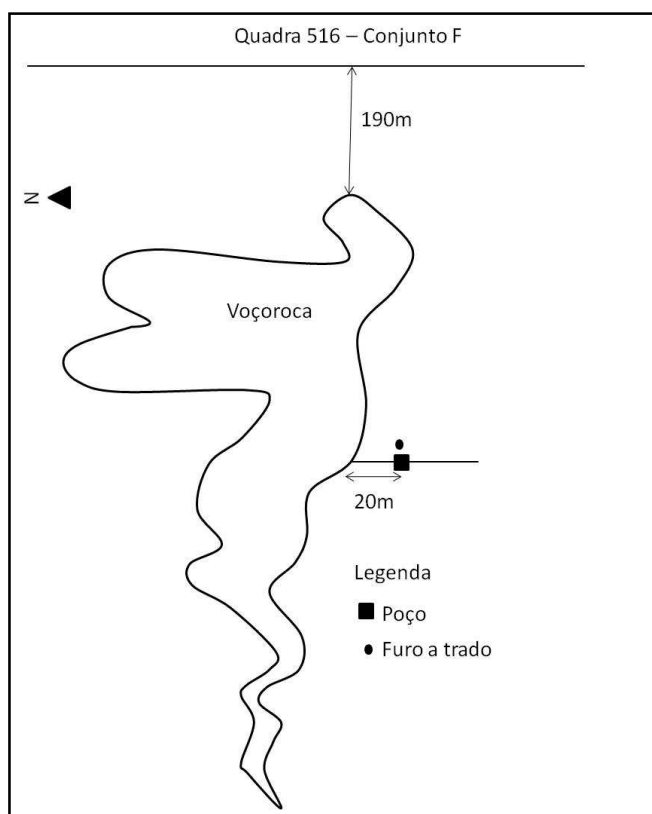 Quadra 516 – Conjunto F
190m
N
Voçoroca
20m
Legenda
Poço
Furo a trado